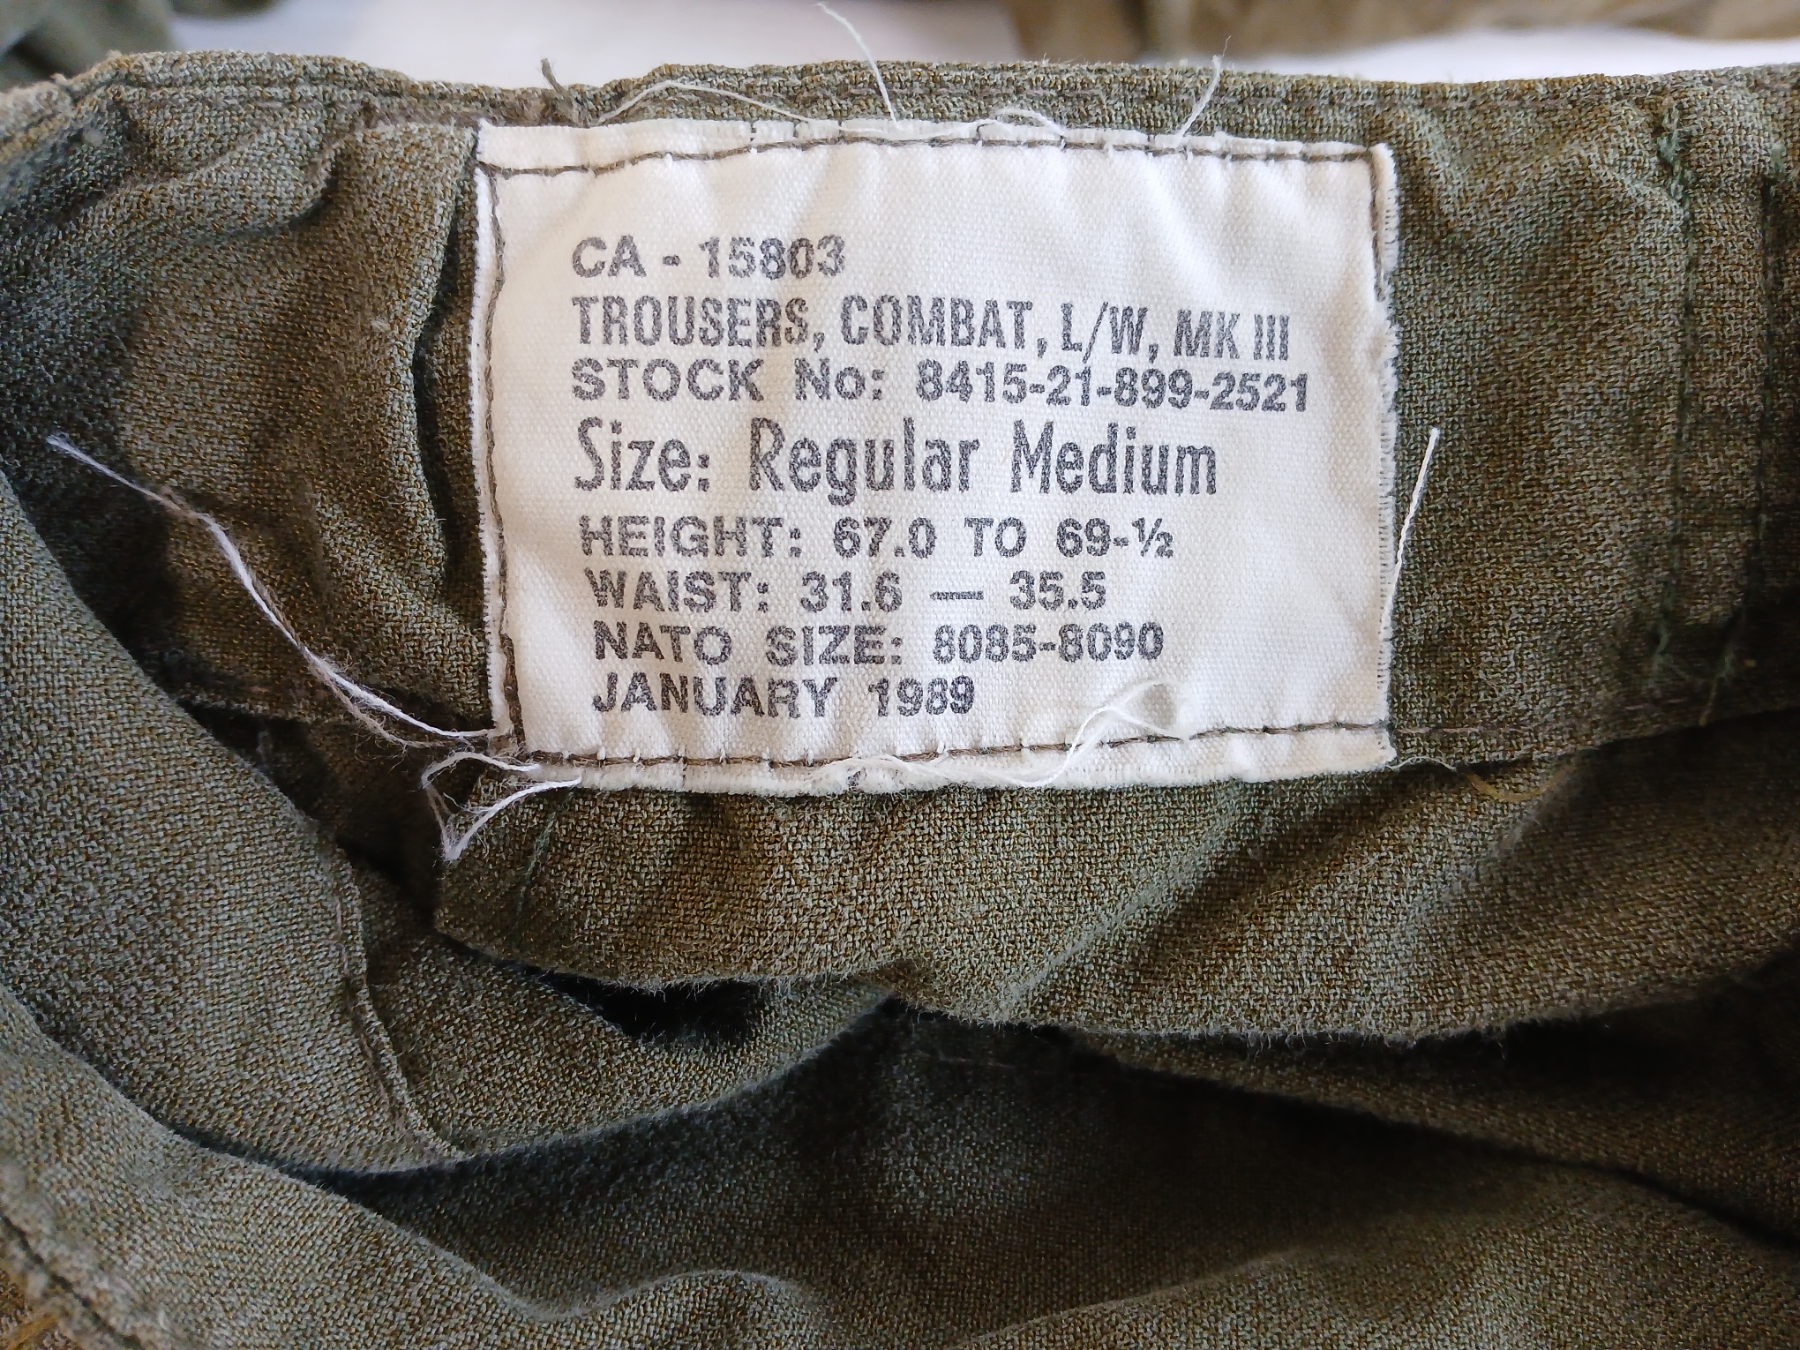 CA - 15803
TROUSERS, COMBAT, L/W, MK III
STOCK No: 8415-21-899-2521
Size: Regular Medium
HEIGHT: 67.0 TO 69-½
WAIST: 31.6 — 35.5
NATO SIZE: 8085-8090
JANUARY 1989